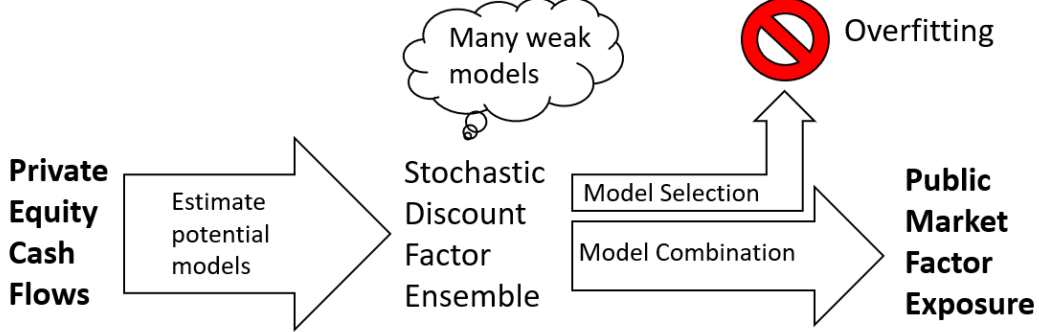 Many weak
models
Overfitting
Private
Equity
Cash
Flows
Estimate
potential
models
Stochastic
Discount
Factor
Ensemble
Model Selection
Model Combination
Public
Market
Factor
Exposure